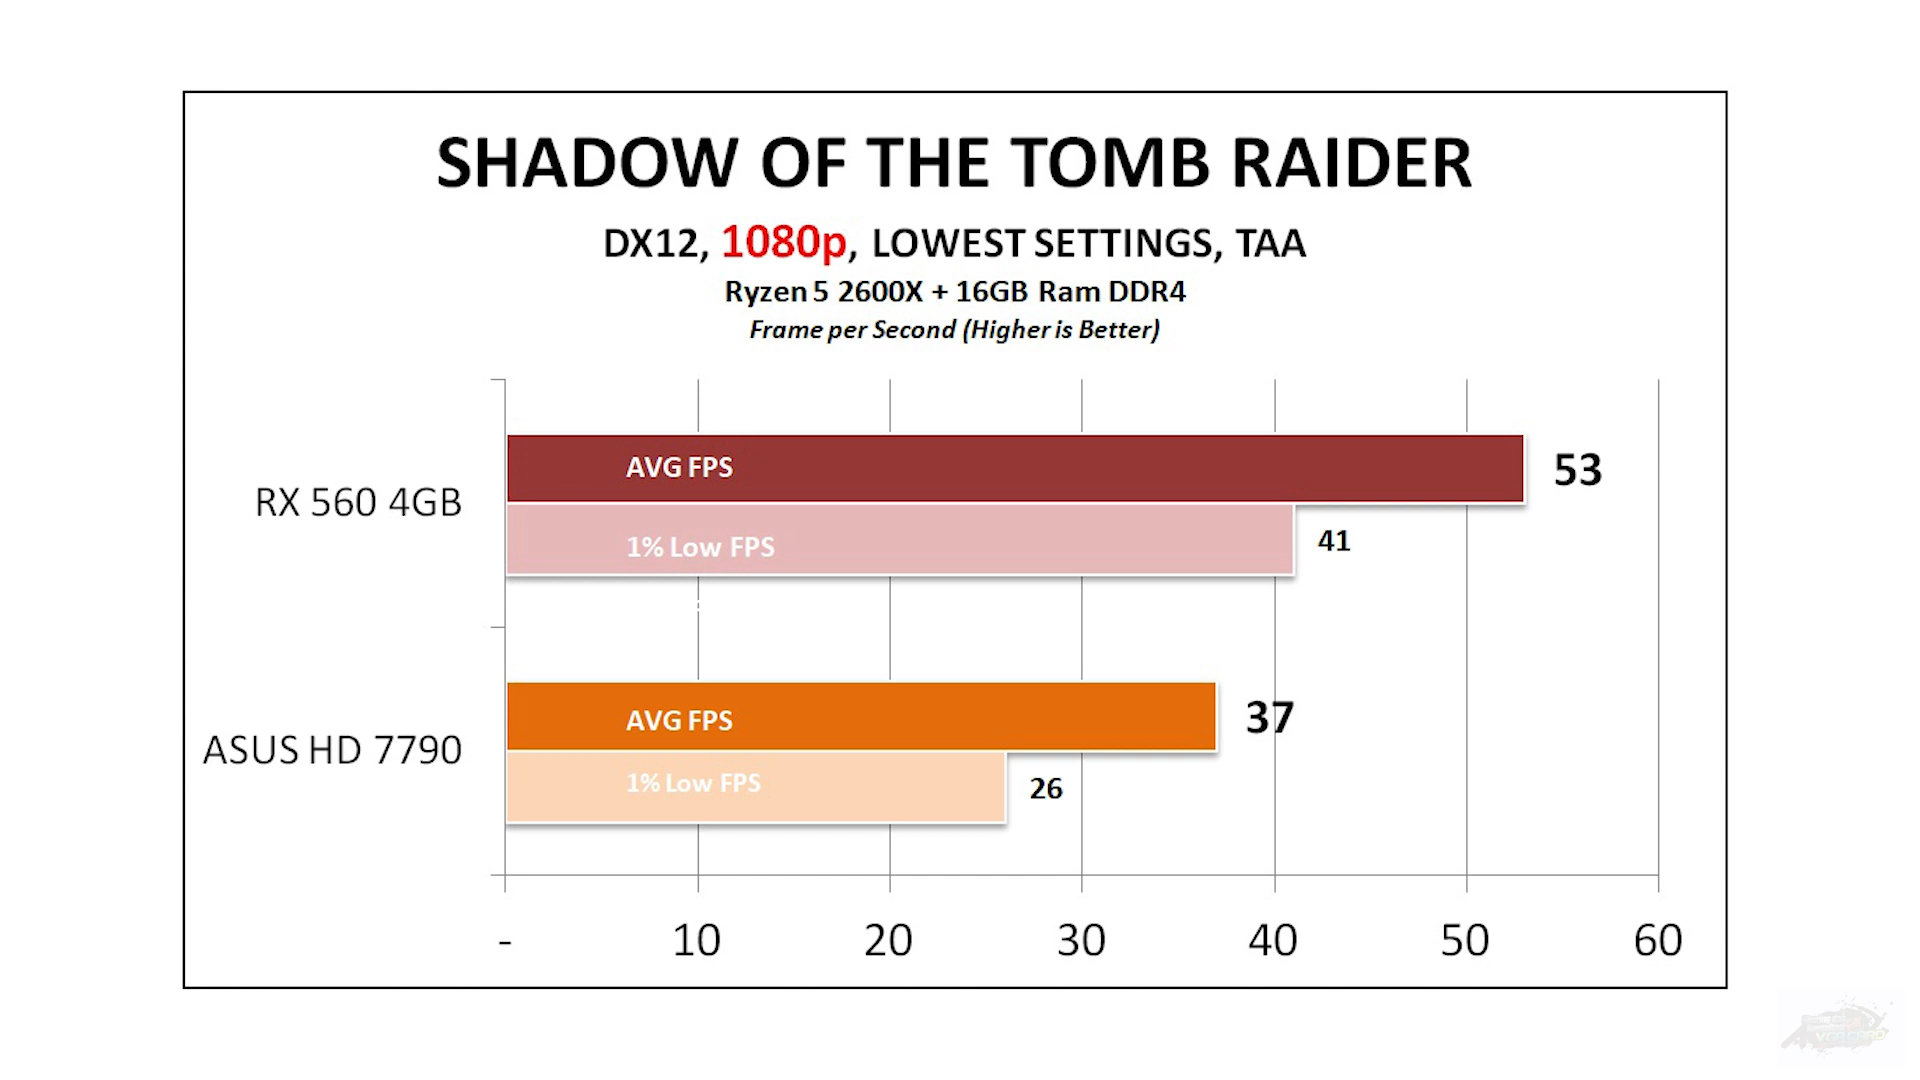 SHADOW OF THE TOMB RAIDER
DX12, 1080p, LOWEST SETTINGS, TAA
Ryzen 5 2600X + 16GB Ram DDR4
Frame per Second (Higher is Better)
RX 560 4GB
AVG FPS
53
1% Low FPS
41
ASUS HD 7790
AVG FPS
37
1% Low FPS
26
- 10 20 30 40 50 60